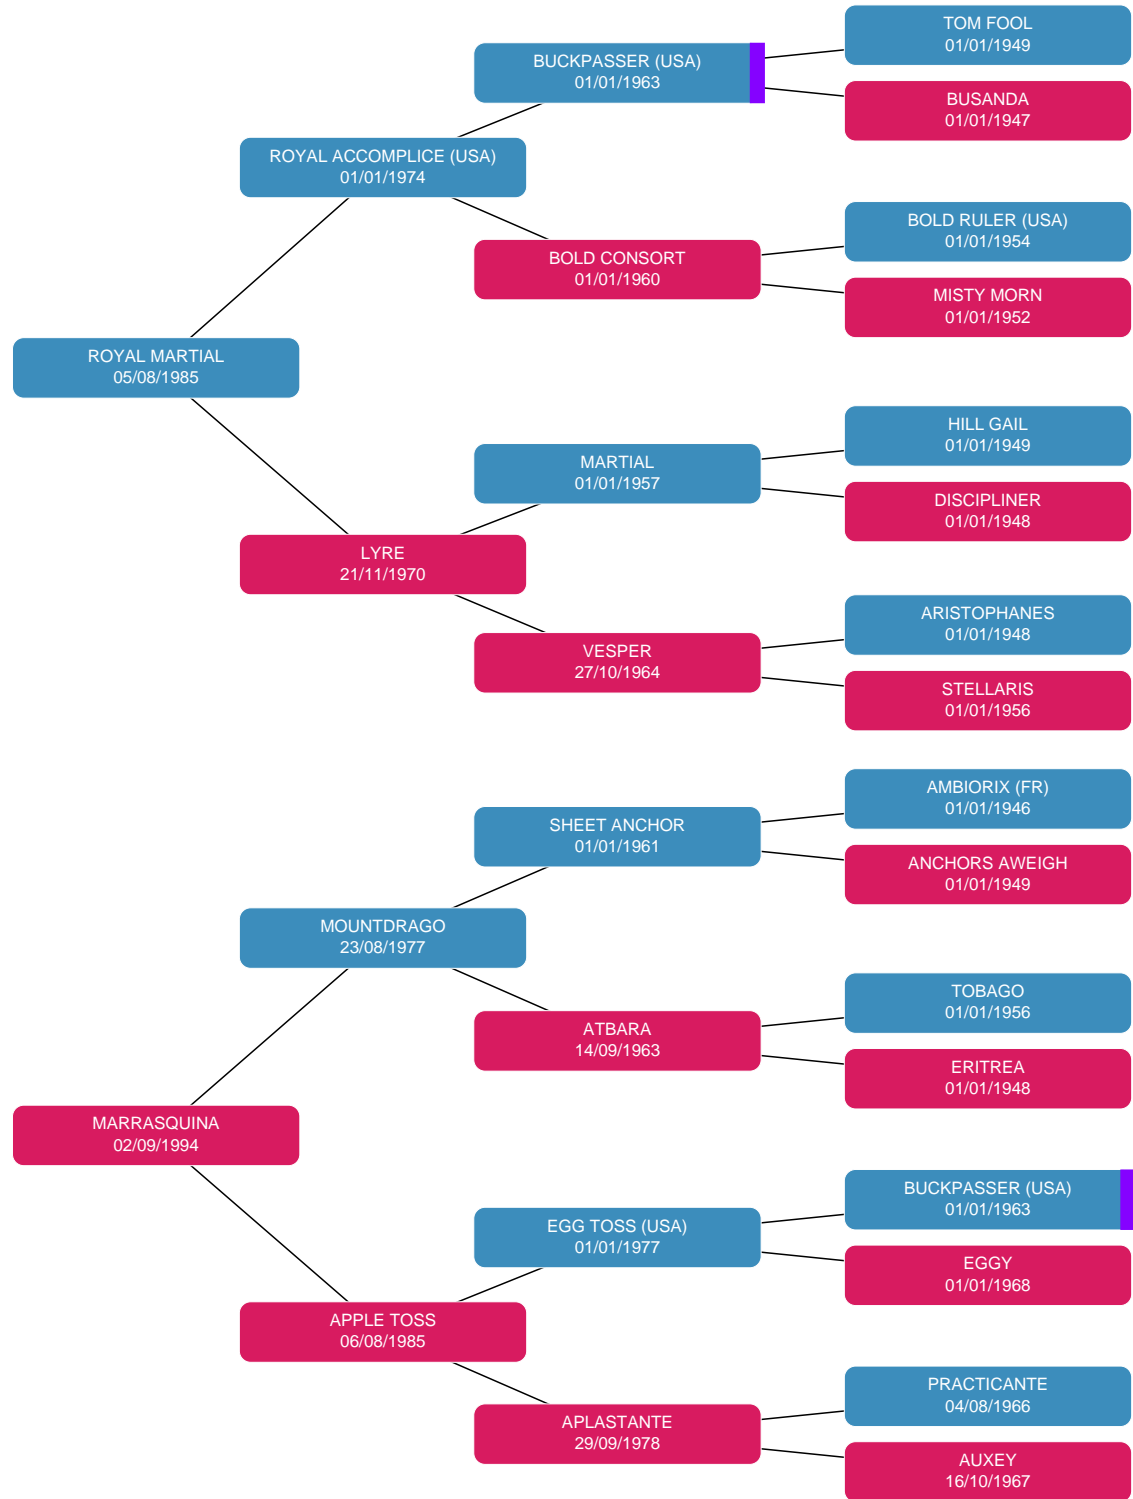 TOM FOOL
01/01/1949
BUCKPASSER (USA)
01/01/1963
BUSANDA
01/01/1947
ROYAL ACCOMPLICE (USA)
01/01/1974
BOLD RULER (USA)
01/01/1954
BOLD CONSORT
01/01/1960
MISTY MORN
01/01/1952
ROYAL MARTIAL
05/08/1985
HILL GAIL
01/01/1949
MARTIAL
01/01/1957
DISCIPLINER
01/01/1948
LYRE
21/11/1970
ARISTOPHANES
01/01/1948
VESPER
27/10/1964
STELLARIS
01/01/1956
AMBIORIX (FR)
01/01/1946
SHEET ANCHOR
01/01/1961
ANCHORS AWEIGH
01/01/1949
MOUNTDRAGO
23/08/1977
TOBAGO
01/01/1956
ATBARA
14/09/1963
ERITREA
01/01/1948
MARRASQUINA
02/09/1994
BUCKPASSER (USA)
01/01/1963
EGG TOSS (USA)
01/01/1977
EGGY
01/01/1968
APPLE TOSS
06/08/1985
PRACTICANTE
04/08/1966
APLASTANTE
29/09/1978
AUXEY
16/10/1967